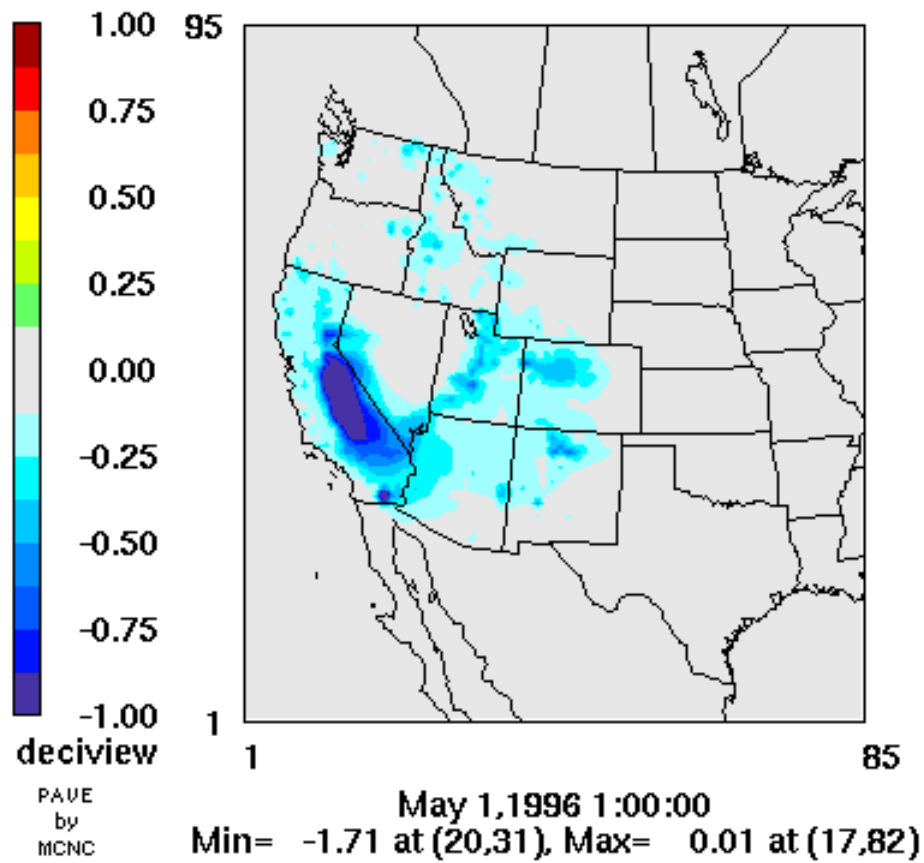 1.00
0.75
0.50
0.25
0.00
-0.25
-0.50
-0.75
-1.00
deciview
PAVE
by
MCNC
95
1
1
85
May 1,1996 1:00:00
Min= -1.71 at (20,31), Max= 0.01 at (17,82)